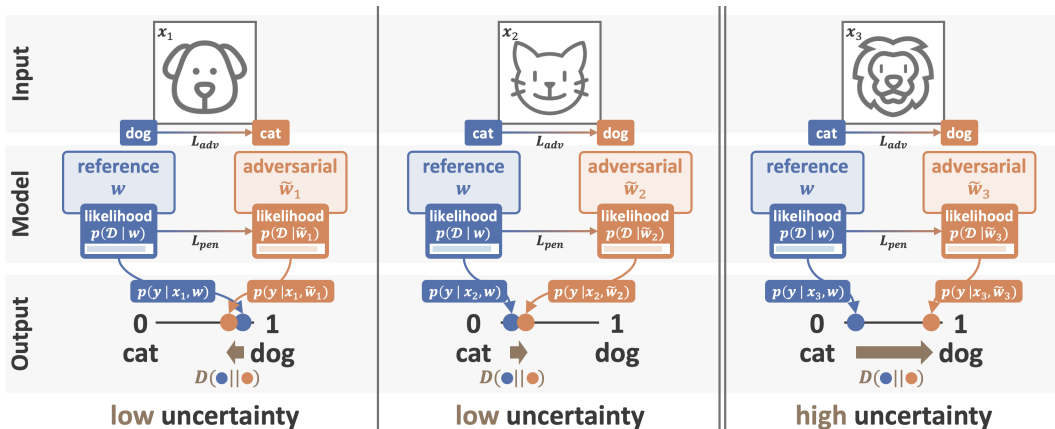 Input
x₁
dog
cat
L_adv
x₂
cat
dog
L_adv
x₃
cat
dog
L_adv
Model
reference
w
adversarial
w̃₁
likelihood
p(𝒟 | w)
likelihood
p(𝒟 |w̃₁)
L_pen
reference
w
adversarial
w̃₂
likelihood
p(𝒟 | w)
likelihood
p(𝒟 |w̃₂)
L_pen
reference
w
adversarial
w̃₃
likelihood
p(𝒟 | w)
likelihood
p(𝒟 |w̃₃)
L_pen
Output
p(y | x₁, w)
p(y |x₁, w̃₁)
0
1
cat
dog
D(●||●)
p(y | x₂, w)
p(y |x₂, w̃₂)
0
1
cat
dog
D(●||●)
p(y | x₃, w)
p(y |x₃, w̃₃)
0
1
cat
dog
D(●||●)
low uncertainty
low uncertainty
high uncertainty